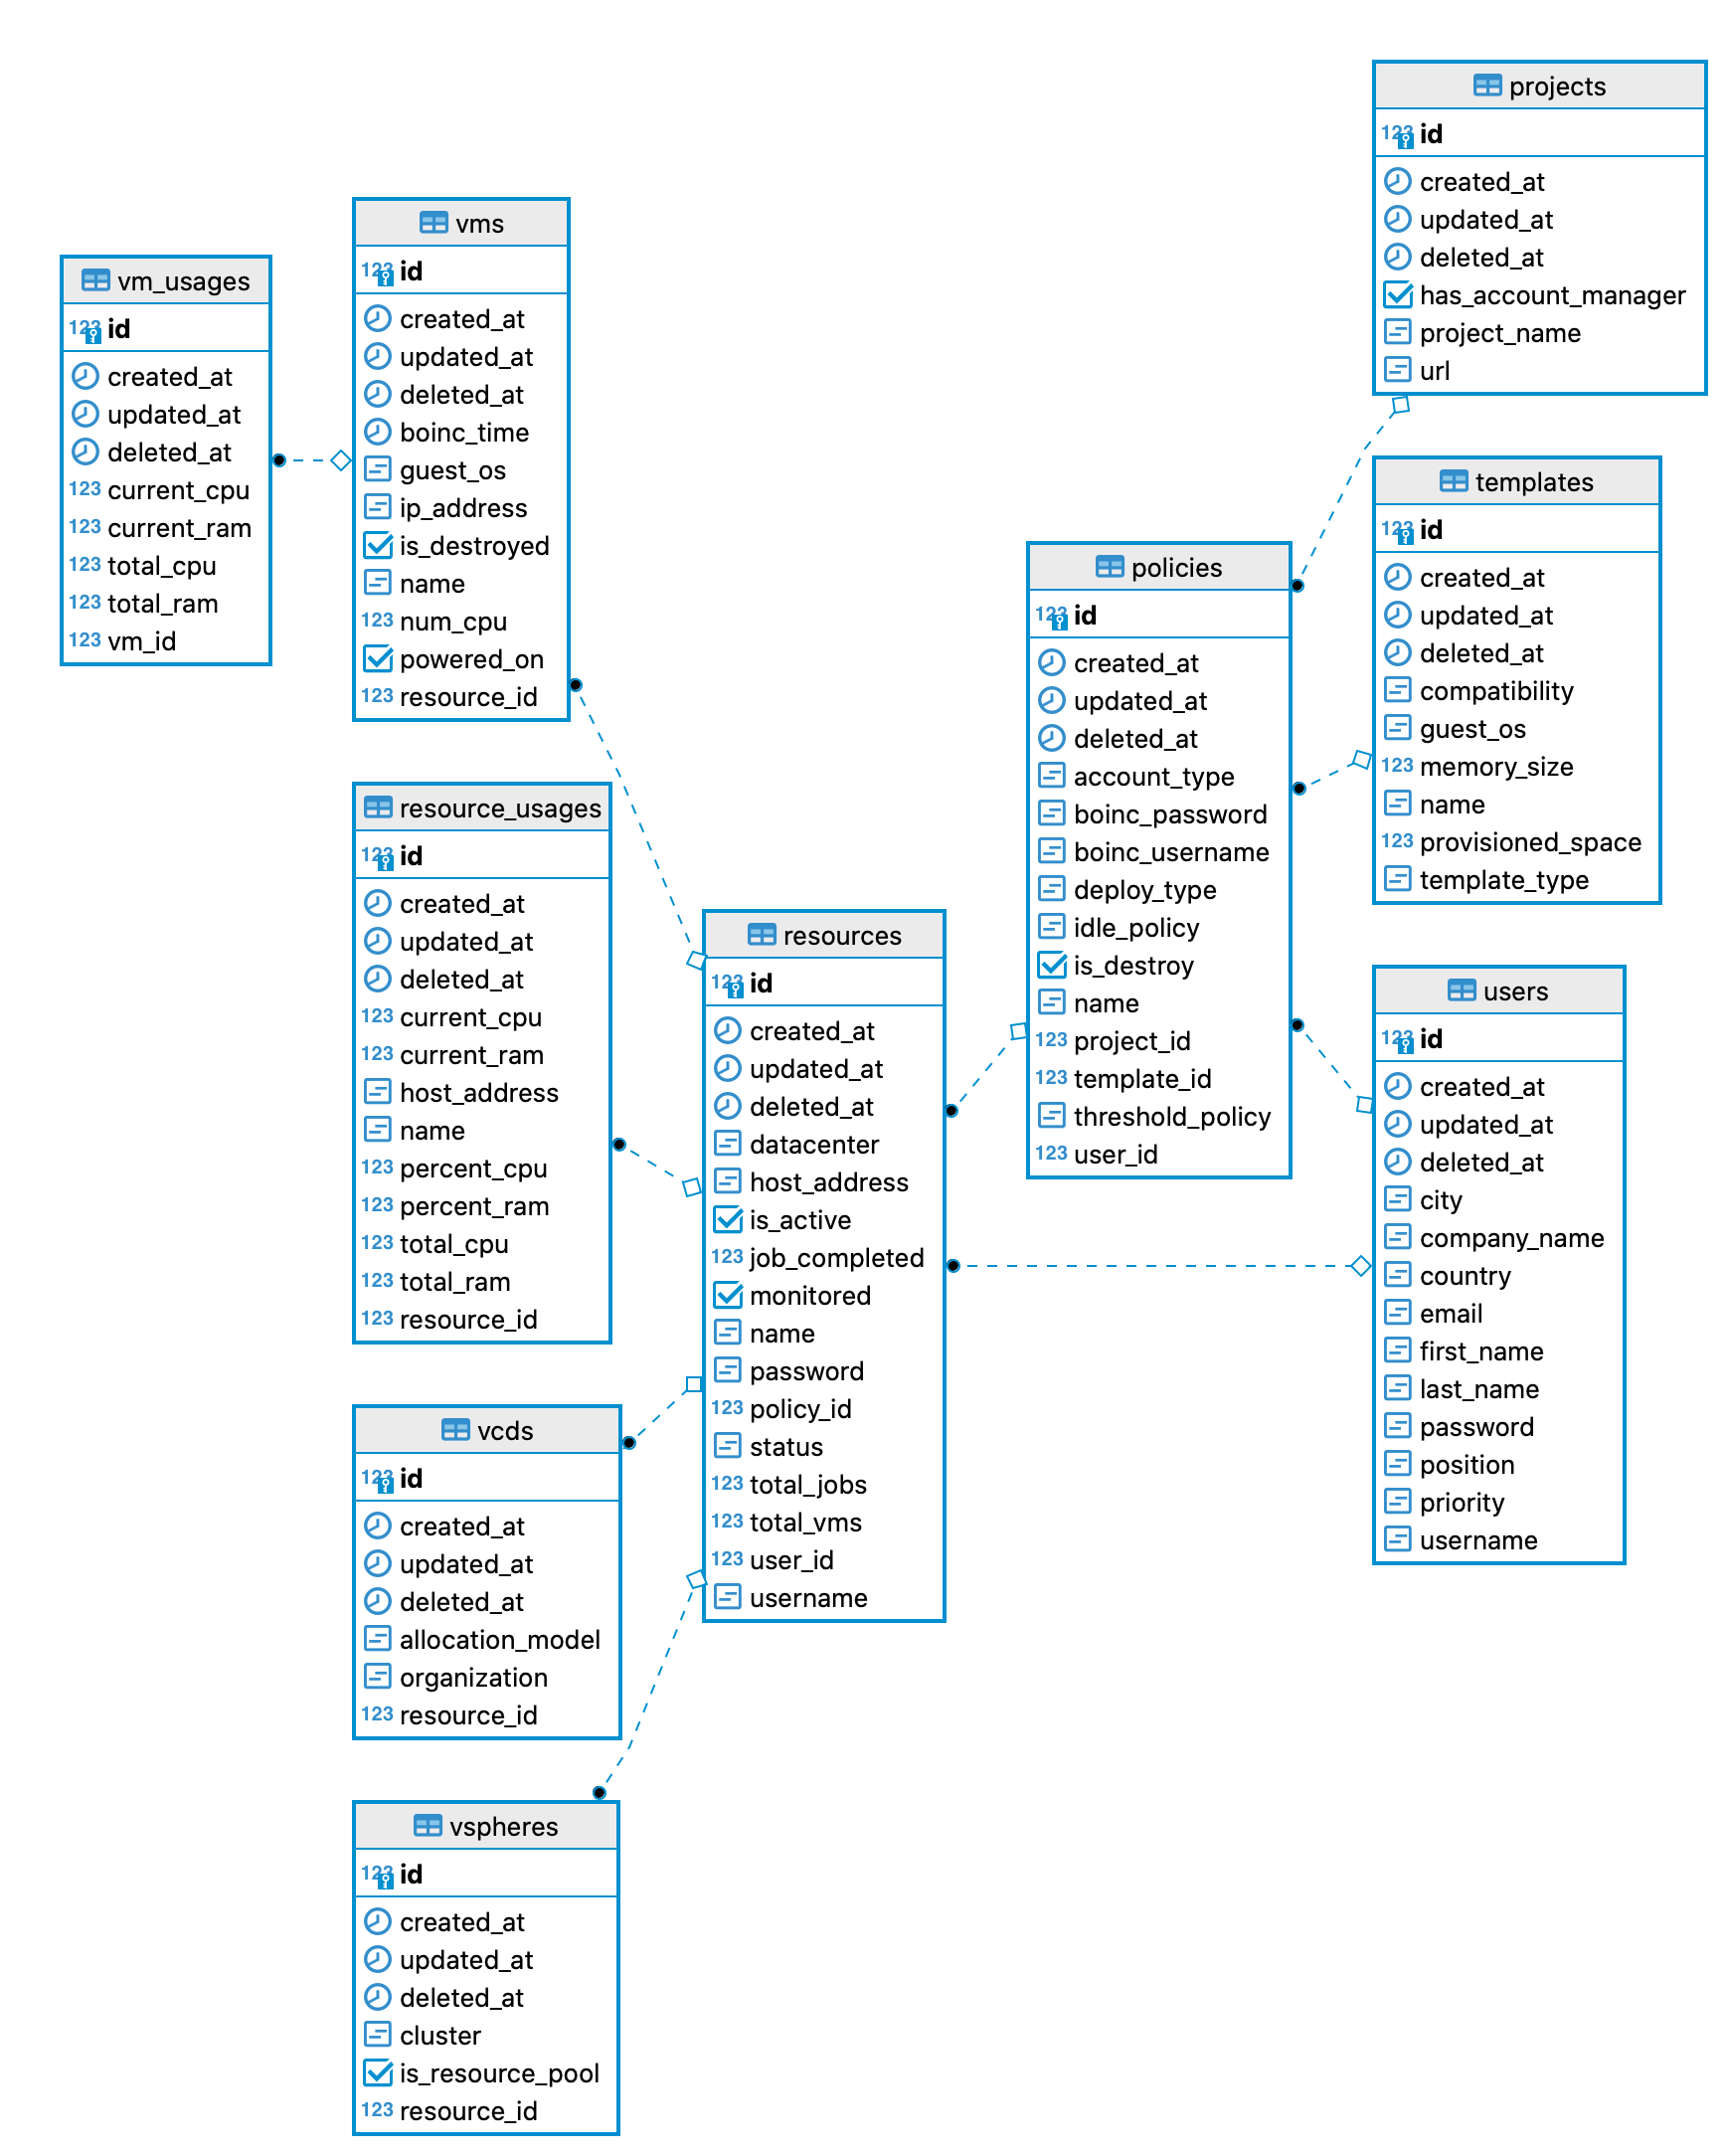 projects
123 id
created_at
updated_at
deleted_at
has_account_manager
project_name
url
vms
123 id
created_at
updated_at
deleted_at
boinc_time
guest_os
ip_address
is_destroyed
name
123 num_cpu
powered_on
123 resource_id
vm_usages
123 id
created_at
updated_at
deleted_at
123 current_cpu
123 current_ram
123 total_cpu
123 total_ram
123 vm_id
templates
123 id
created_at
updated_at
deleted_at
compatibility
guest_os
123 memory_size
name
123 provisioned_space
template_type
policies
123 id
created_at
updated_at
deleted_at
account_type
boinc_password
boinc_username
deploy_type
idle_policy
is_destroy
name
123 project_id
123 template_id
threshold_policy
123 user_id
resource_usages
123 id
created_at
updated_at
deleted_at
123 current_cpu
123 current_ram
host_address
name
123 percent_cpu
123 percent_ram
123 total_cpu
123 total_ram
123 resource_id
resources
123 id
created_at
updated_at
deleted_at
datacenter
host_address
is_active
123 job_completed
monitored
name
password
123 policy_id
status
123 total_jobs
123 total_vms
123 user_id
username
users
123 id
created_at
updated_at
deleted_at
city
company_name
country
email
first_name
last_name
password
position
priority
username
vcds
123 id
created_at
updated_at
deleted_at
allocation_model
organization
123 resource_id
vspheres
123 id
created_at
updated_at
deleted_at
cluster
is_resource_pool
123 resource_id